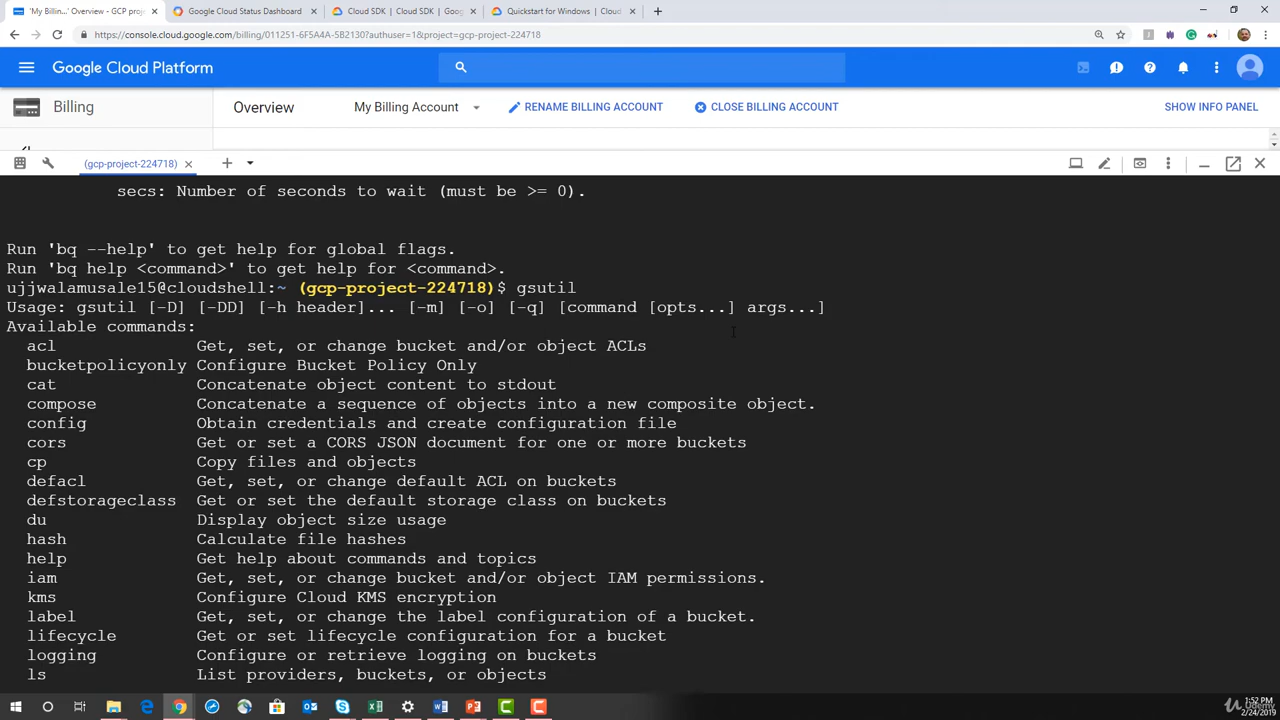 'My Billin...' Overview - GCP proj
Google Cloud Status Dashboard
Cloud SDK | Cloud SDK | Goog
Quickstart for Windows | Cloud
https://console.cloud.google.com/billing/011251-6F5A4A-5B2130?authuser=1&project=gcp-project-224718
Google Cloud Platform
Billing
Overview
My Billing Account
RENAME BILLING ACCOUNT
CLOSE BILLING ACCOUNT
SHOW INFO PANEL
(gcp-project-224718)
secs: Number of seconds to wait (must be >= 0).
Run 'bq --help' to get help for global flags.
Run 'bq help <command>' to get help for <command>.
ujjwalamusale15@cloudshell:~ (gcp-project-224718)$ gsutil
Usage: gsutil [-D] [-DD] [-h header]... [-m] [-o] [-q] [command [opts...] args...]
Available commands:
acl Get, set, or change bucket and/or object ACLs
bucketpolicyonly Configure Bucket Policy Only
cat Concatenate object content to stdout
compose Concatenate a sequence of objects into a new composite object.
config Obtain credentials and create configuration file
cors Get or set a CORS JSON document for one or more buckets
cp Copy files and objects
defacl Get, set, or change default ACL on buckets
defstorageclass Get or set the default storage class on buckets
du Display object size usage
hash Calculate file hashes
help Get help about commands and topics
iam Get, set, or change bucket and/or object IAM permissions.
kms Configure Cloud KMS encryption
label Get, set, or change the label configuration of a bucket.
lifecycle Get or set lifecycle configuration for a bucket
logging Configure or retrieve logging on buckets
ls List providers, buckets, or objects
1:52 PM
Udemy
2/24/2019